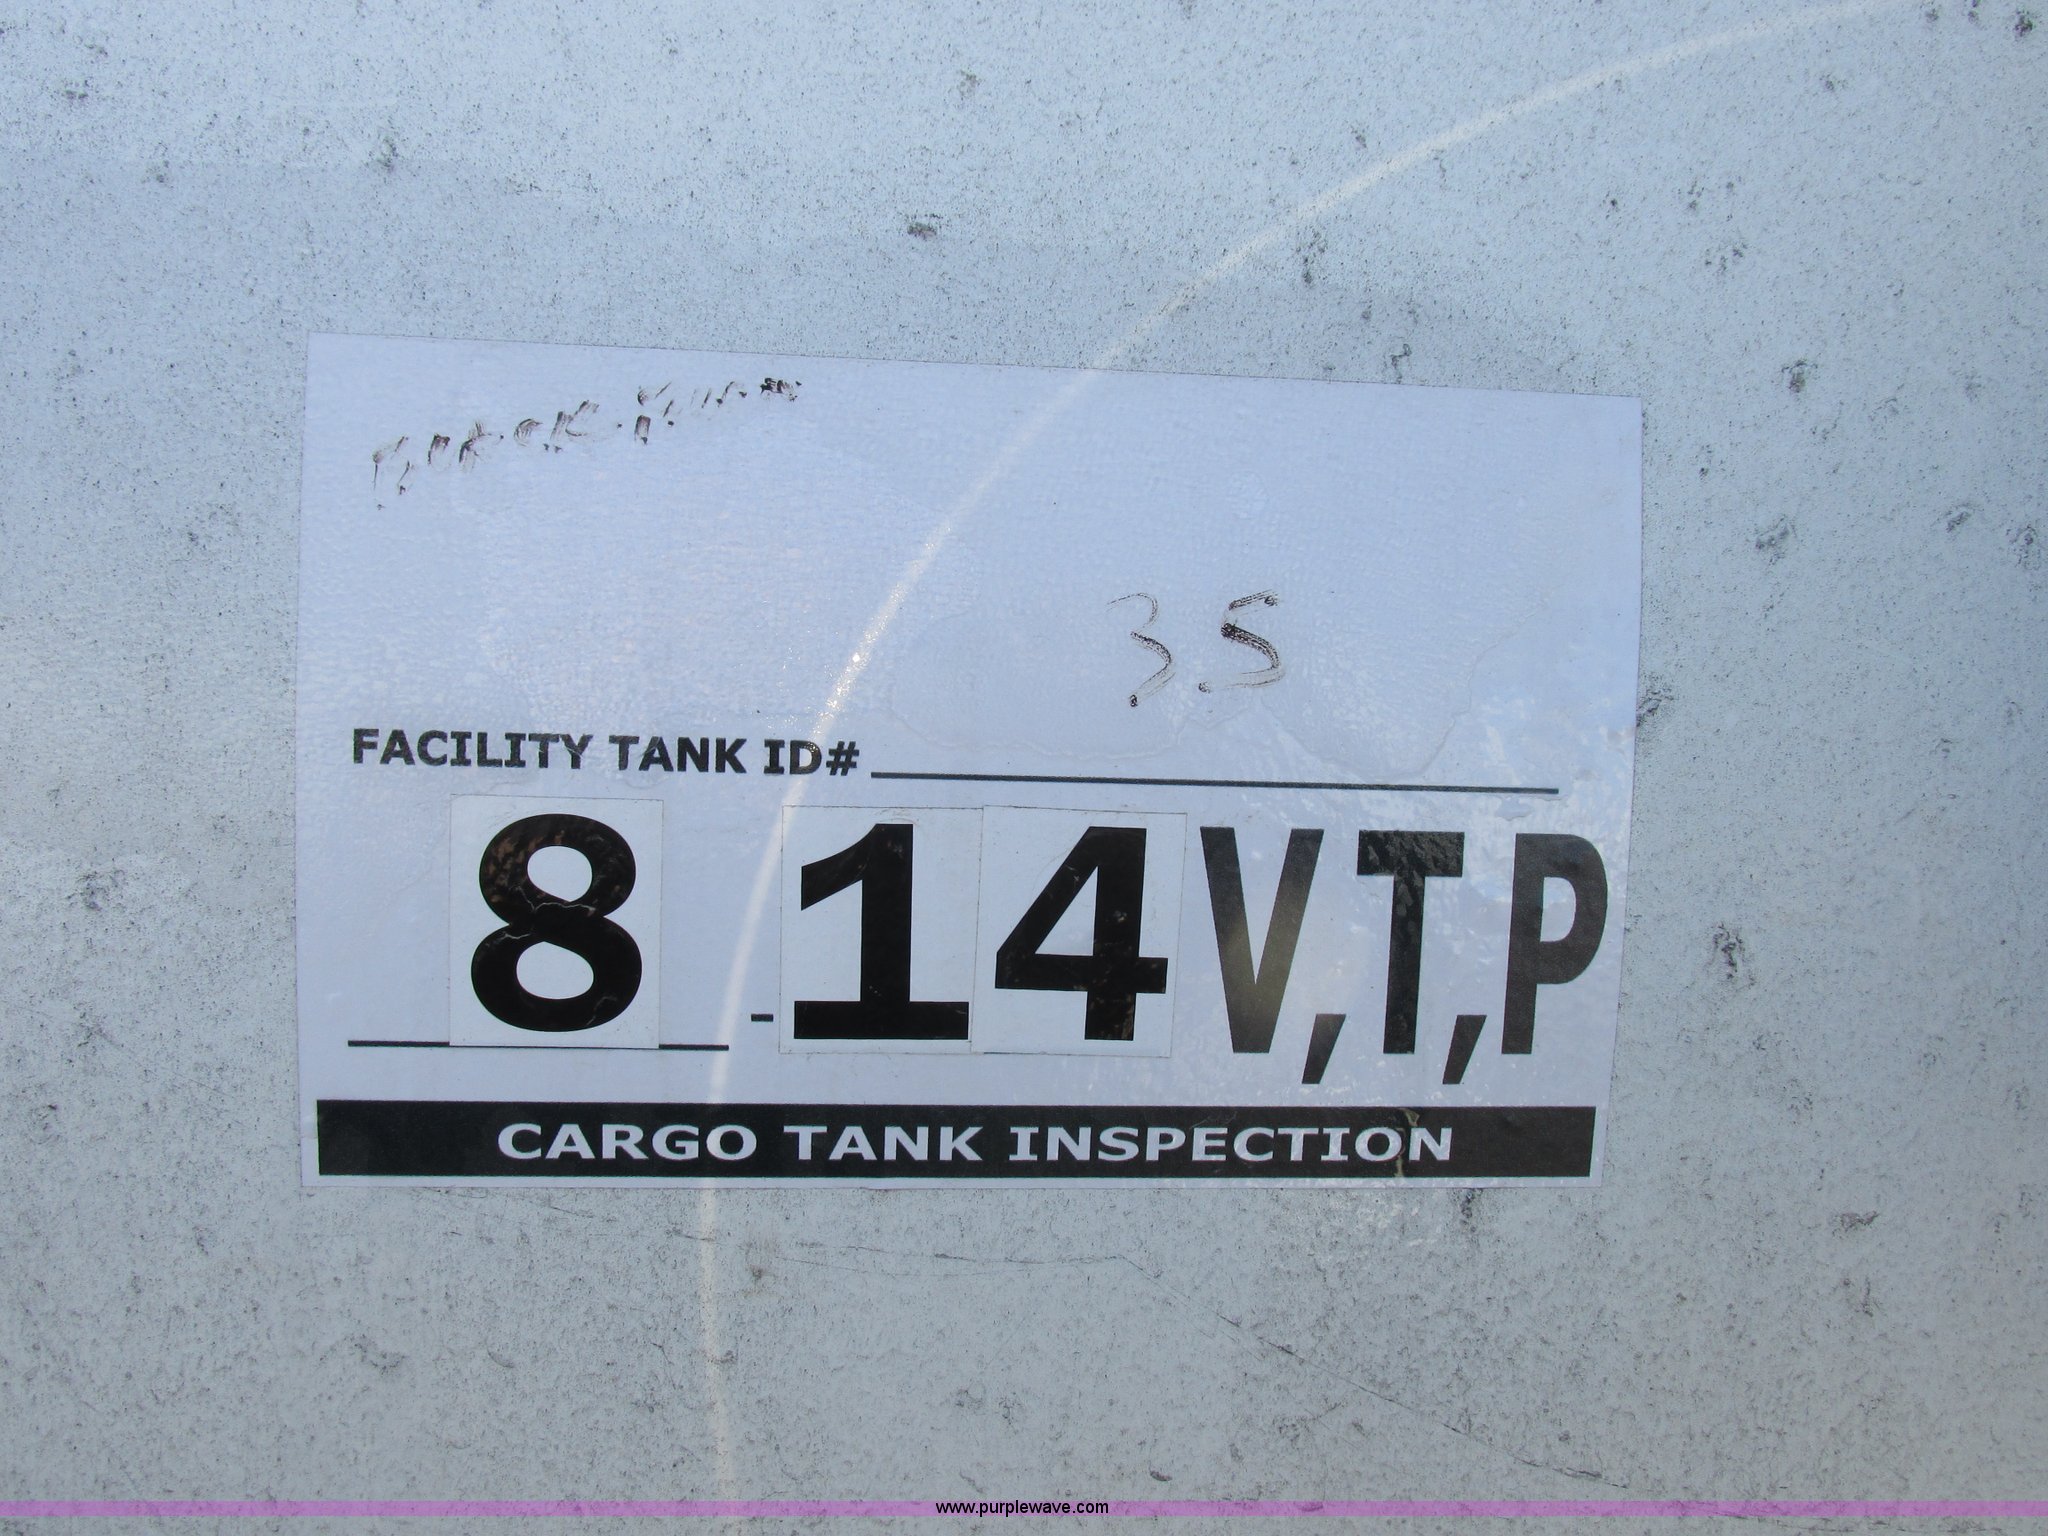 35
FACILITY TANK ID#
8 - 14 V,T,P
CARGO TANK INSPECTION
www.purplewave.com